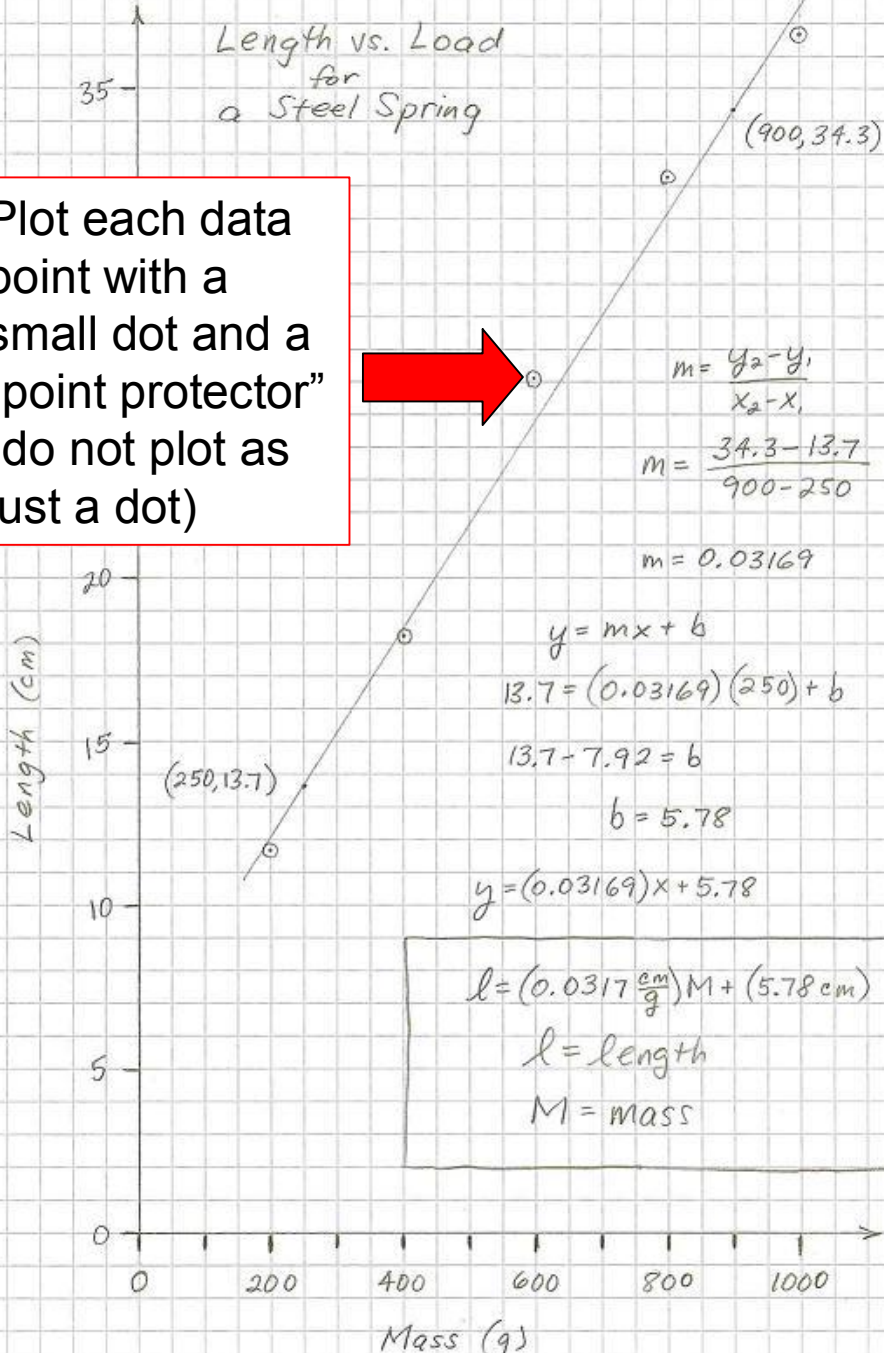 Length vs. Load
for
a Steel Spring
35
(900, 34.3)
Plot each data
point with a
small dot and a
point protector”
do not plot as
just a dot)
m = y₂-y₁/x₂-x₁
m = 34.3-13.7/900-250
m = 0.03169
20
Length (cm)
y = mx + b
13.7 = (0.03169)(250) + b
15
(250, 13.7)
13.7 - 7.92 = b
b = 5.78
y = (0.03169)x + 5.78
10
l = (0.0317 cm/g)M + (5.78 cm)
l = length
M = mass
5
0
0 200 400 600 800 1000
Mass (g)